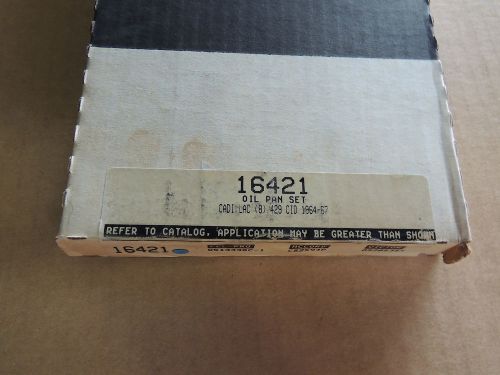 16421
OIL PAN SET
CADILLAC (8) 429 CID 1964-67
REFER TO CATALOG. APPLICATION MAY BE GREATER THAN SHOWN
16421